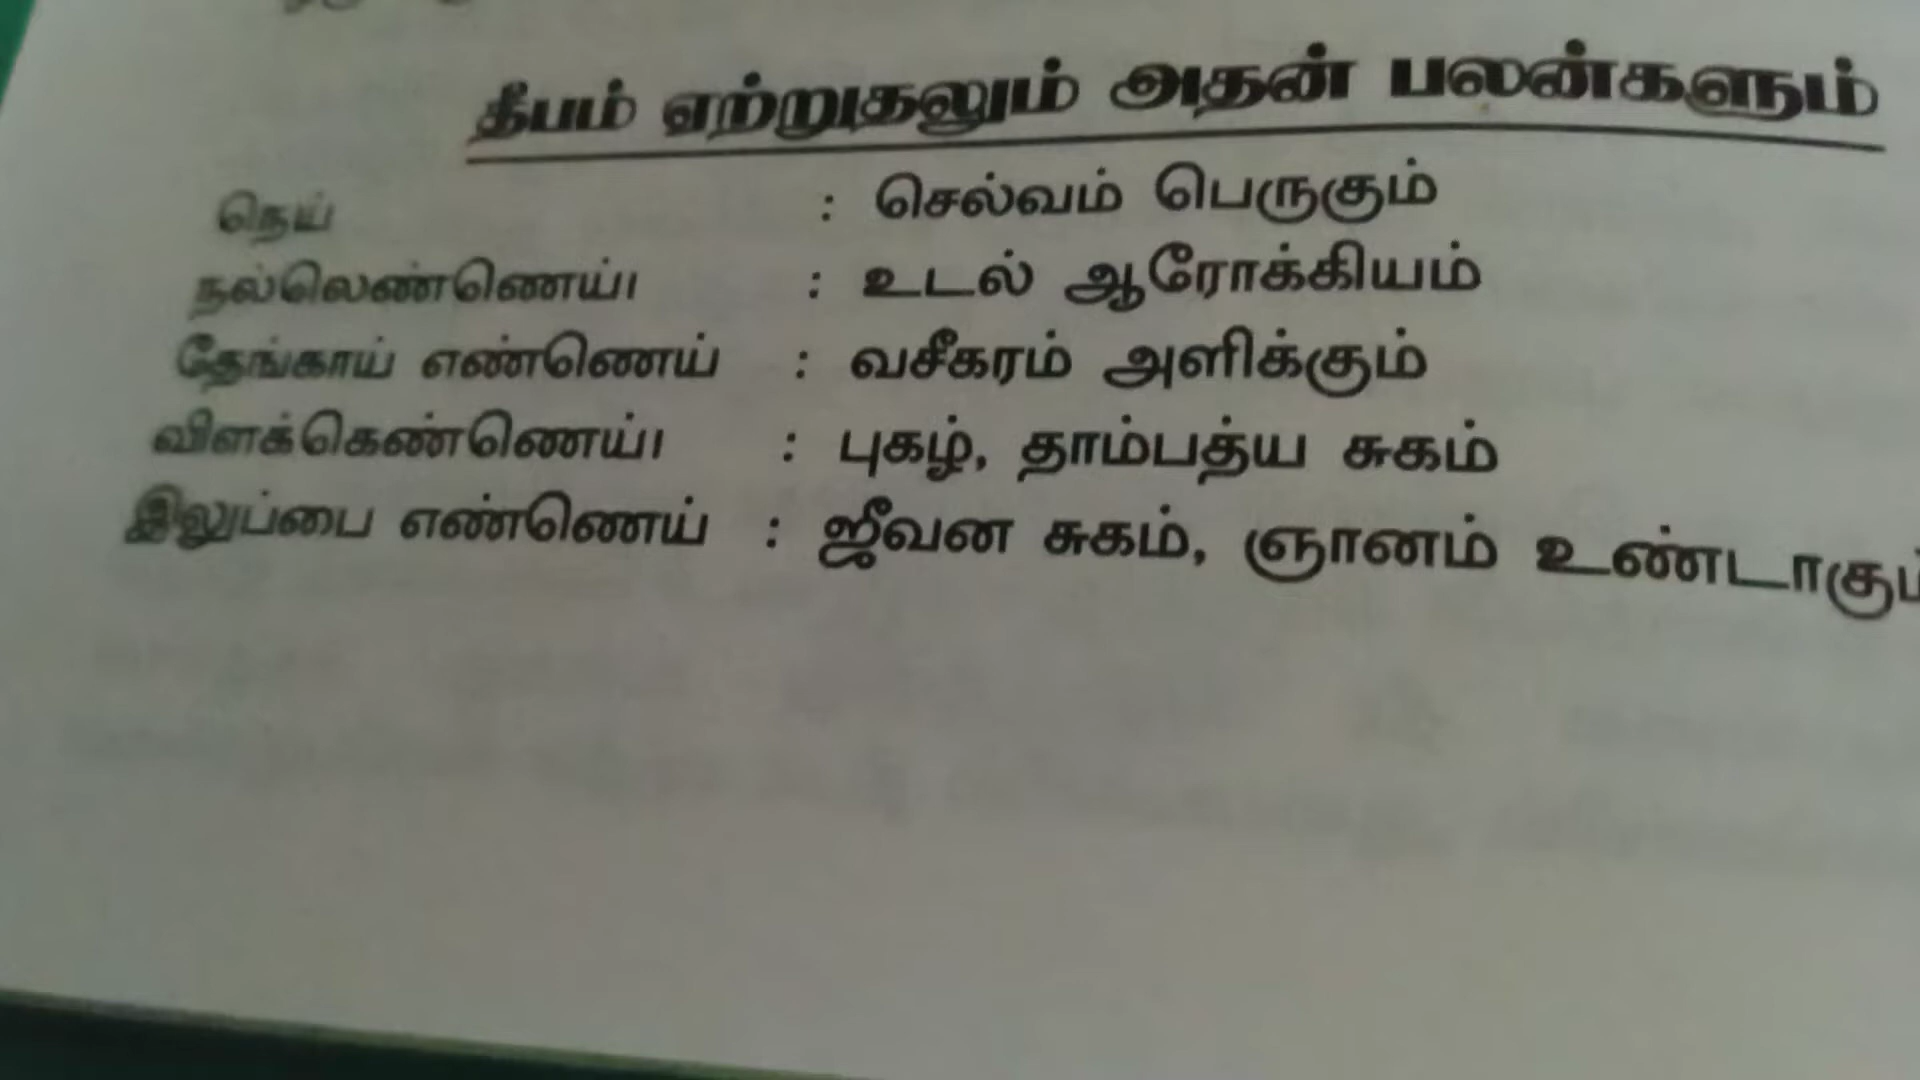 தீபம் ஏற்றுதலும் அதன் பலன்களும்
நெய் : செல்வம் பெருகும்
நல்லெண்ணெய் : உடல் ஆரோக்கியம்
தேங்காய் எண்ணெய் : வசீகரம் அளிக்கும்
விளக்கெண்ணெய் : புகழ், தாம்பத்ய சுகம்
இலுப்பை எண்ணெய் : ஜீவன சுகம், ஞானம் உண்டாகும்